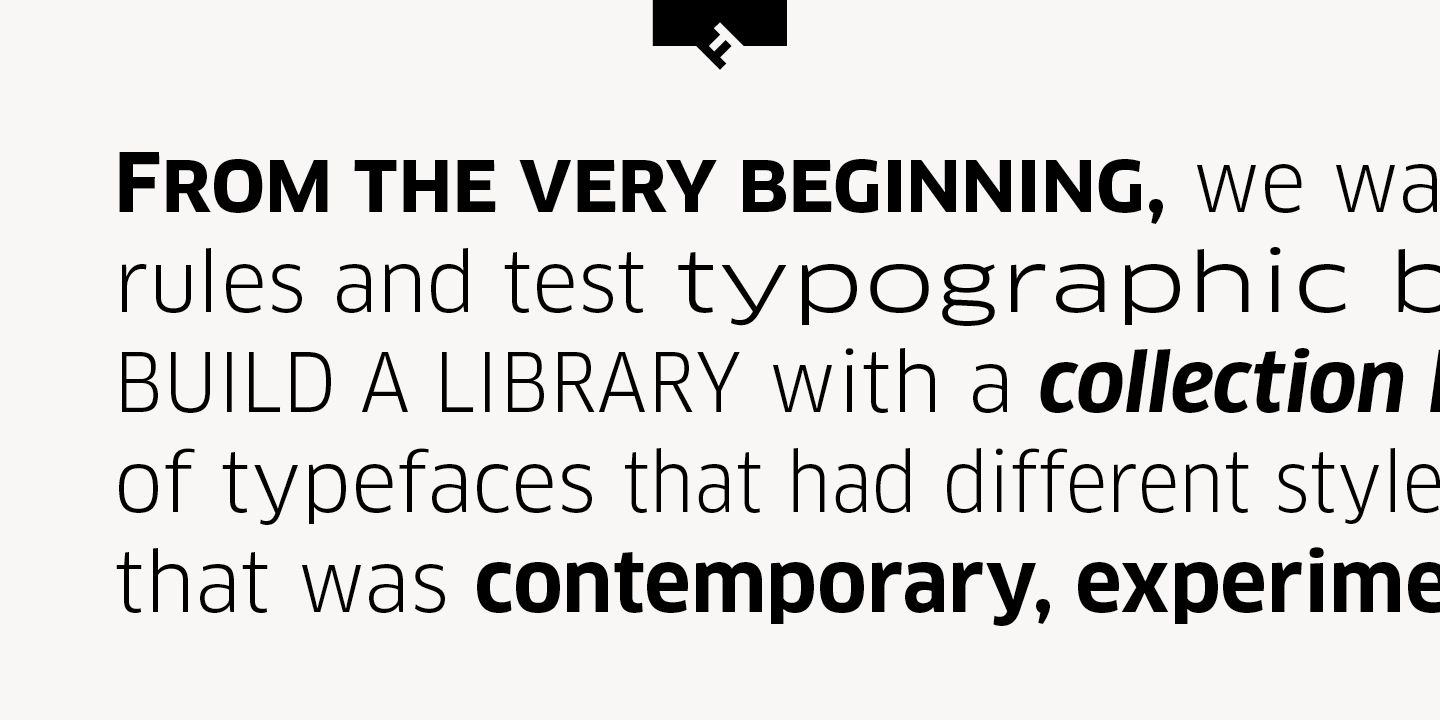 FROM THE VERY BEGINNING, we wa
rules and test typographic b
BUILD A LIBRARY with a collection
of typefaces that had different style
that was contemporary, experime